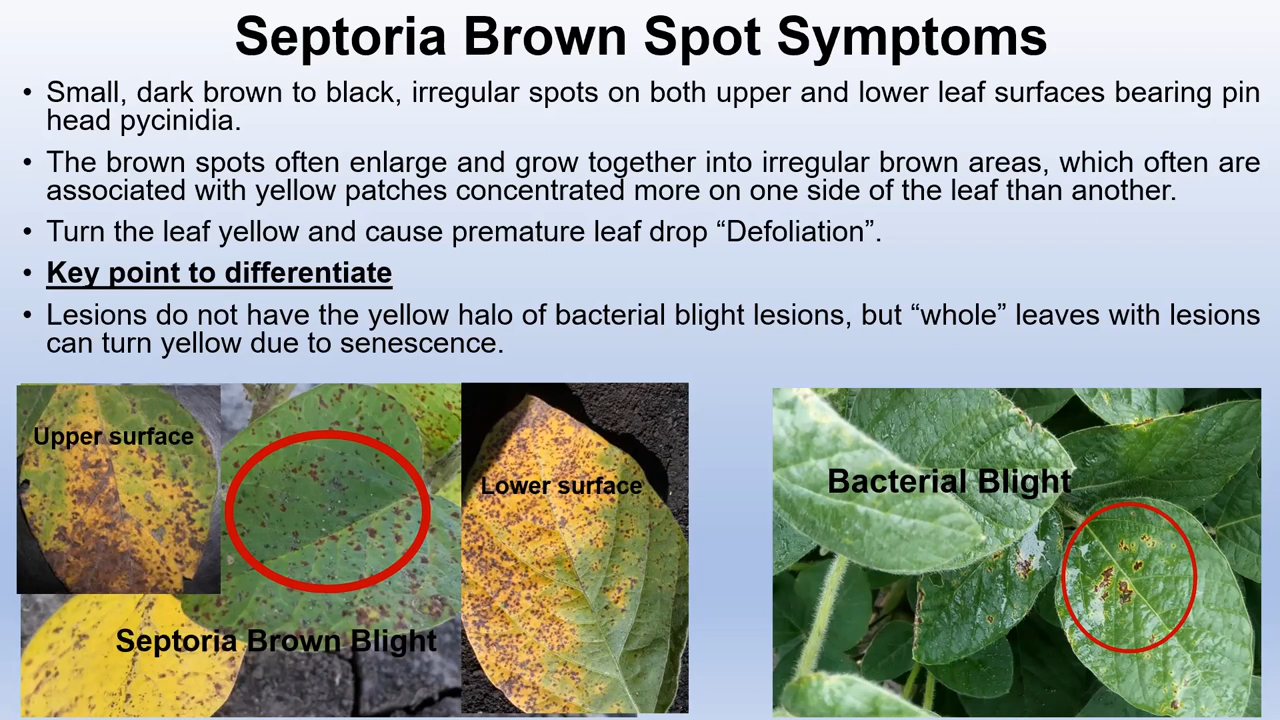 Septoria Brown Spot Symptoms
• Small, dark brown to black, irregular spots on both upper and lower leaf surfaces bearing pin
head pycinidia.
• The brown spots often enlarge and grow together into irregular brown areas, which often are
associated with yellow patches concentrated more on one side of the leaf than another.
• Turn the leaf yellow and cause premature leaf drop “Defoliation”.
• Key point to differentiate
• Lesions do not have the yellow halo of bacterial blight lesions, but “whole” leaves with lesions
can turn yellow due to senescence.
Upper surface
Lower surface
Septoria Brown Blight
Bacterial Blight